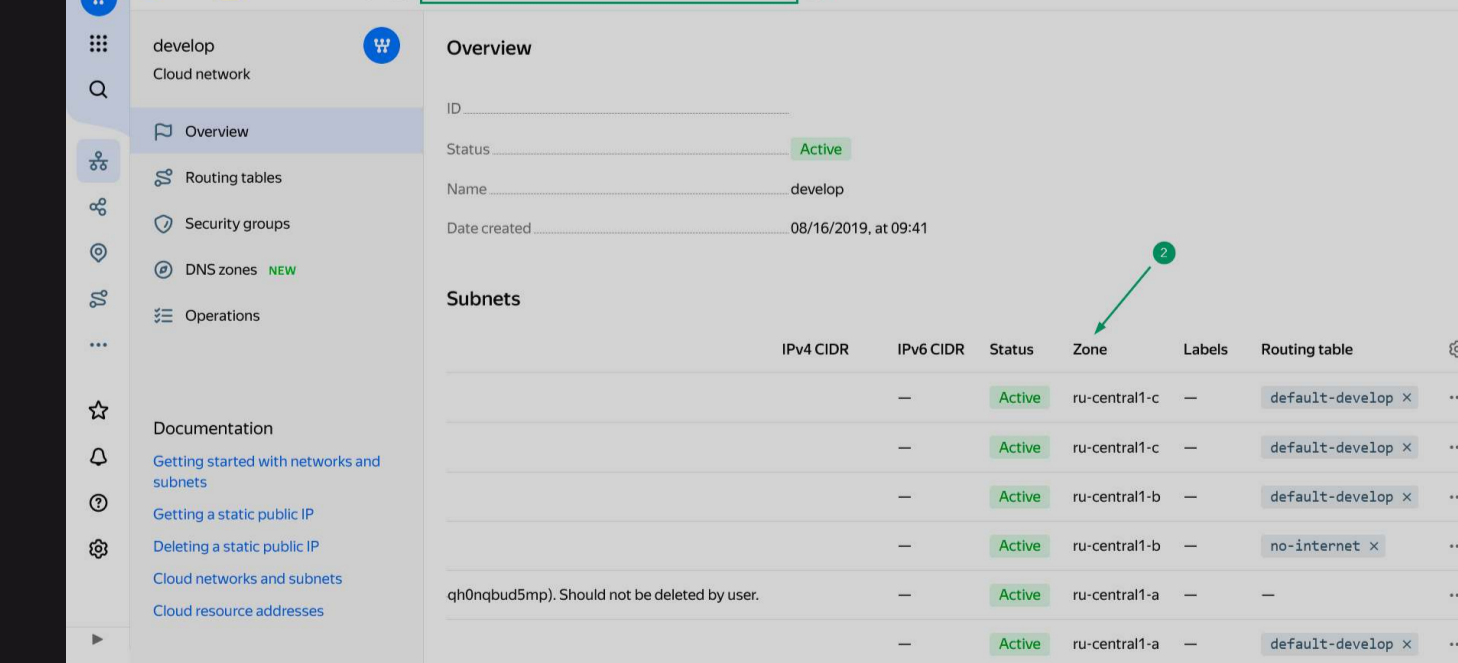 develop
Cloud network
Overview
Routing tables
Security groups
DNS zones NEW
Operations
Documentation
Getting started with networks and
subnets
Getting a static public IP
Deleting a static public IP
Cloud networks and subnets
Cloud resource addresses
Overview
ID
Status Active
Name develop
Date created 08/16/2019, at 09:41
2
Subnets
IPv4 CIDR IPv6 CIDR Status Zone Labels Routing table
— Active ru-central1-c — default-develop ×
— Active ru-central1-c — default-develop ×
— Active ru-central1-b — default-develop ×
— Active ru-central1-b — no-internet ×
qh0nqbud5mp). Should not be deleted by user. — Active ru-central1-a — —
— Active ru-central1-a — default-develop ×